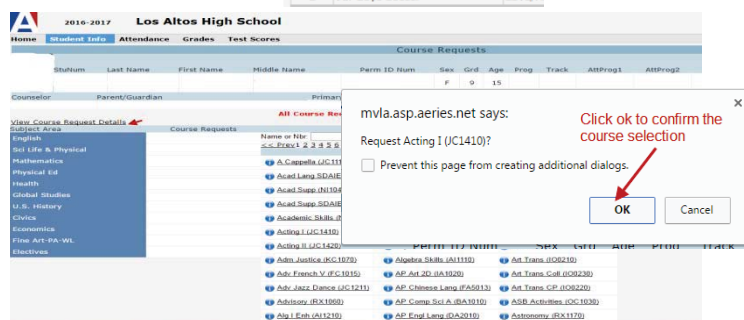 2016-2017 Los Altos High School
Home Student Info Attendance Grades Test Scores
Course Requests
StuNum Last Name First Name Middle Name Perm ID Num Sex Grd Age Prog Track AttProg1 AttProg2
F 9 15
Counselor Parent/Guardian Primary
All Course Req
View Course Request Details
Subject Area Course Requests
English
Sci Life & Physical
Mathematics
Physical Ed
Health
Global Studies
U.S. History
Civics
Economics
Fine Art-PA-WL
Electives
Name or Nbr
<< Prev 1 2 3 4 5 6
A Cappella (JC111
Acad Lang SDAIE
Acad Supp (NI104
Acad Supp SDAIE
Academic Skills (N
Acting I (JC1410)
Acting II (JC1420)
Adm Justice (KC1070) Algebra Skills (AI1110) Art Trans (IO0210)
Adv French V (FC1015) AP Art 2D (IA1020) Art Trans Coll (IO0230)
Adv Jazz Dance (JC1211) AP Chinese Lang (FA5013) Art Trans CP (IO0220)
Advisory (RX1060) AP Comp Sci A (BA1010) ASB Activities (OC1030)
Alg I Enh (AI1210) AP Engl Lang (DA2010) Astronomy (RX1170)
Perm ID Num Sex Grd Age Prog Track
mvla.asp.aeries.net says:
Request Acting I (JC1410)?
Prevent this page from creating additional dialogs.
OK Cancel
Click ok to confirm the
course selection